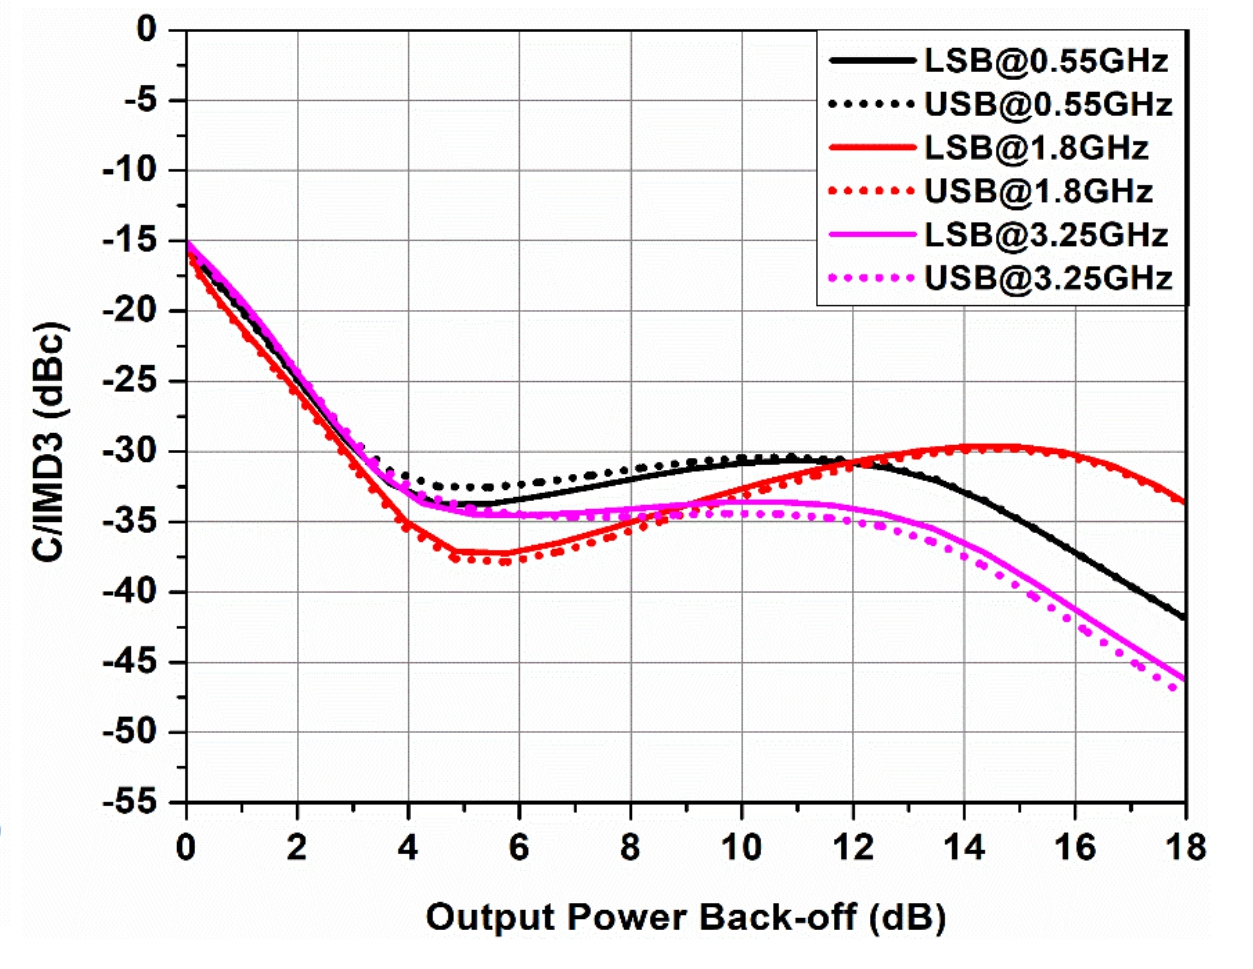 0
-5
-10
-15
-20
-25
-30
-35
-40
-45
-50
-55
C/IMD3 (dBc)
LSB@0.55GHz
USB@0.55GHz
LSB@1.8GHz
USB@1.8GHz
LSB@3.25GHz
USB@3.25GHz
0 2 4 6 8 10 12 14 16 18
Output Power Back-off (dB)